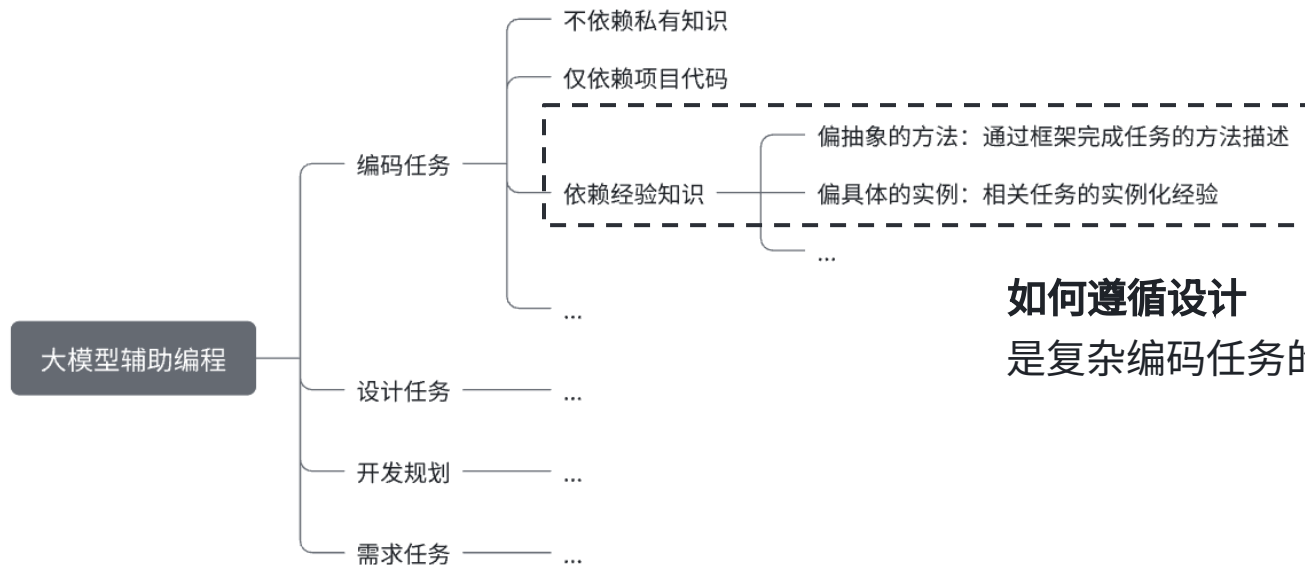 不依赖私有知识
仅依赖项目代码
偏抽象的方法：通过框架完成任务的方法描述
编码任务
依赖经验知识
偏具体的实例：相关任务的实例化经验
...
如何遵循设计
...
是复杂编码任务的
大模型辅助编程
设计任务
...
开发规划
...
需求任务
...